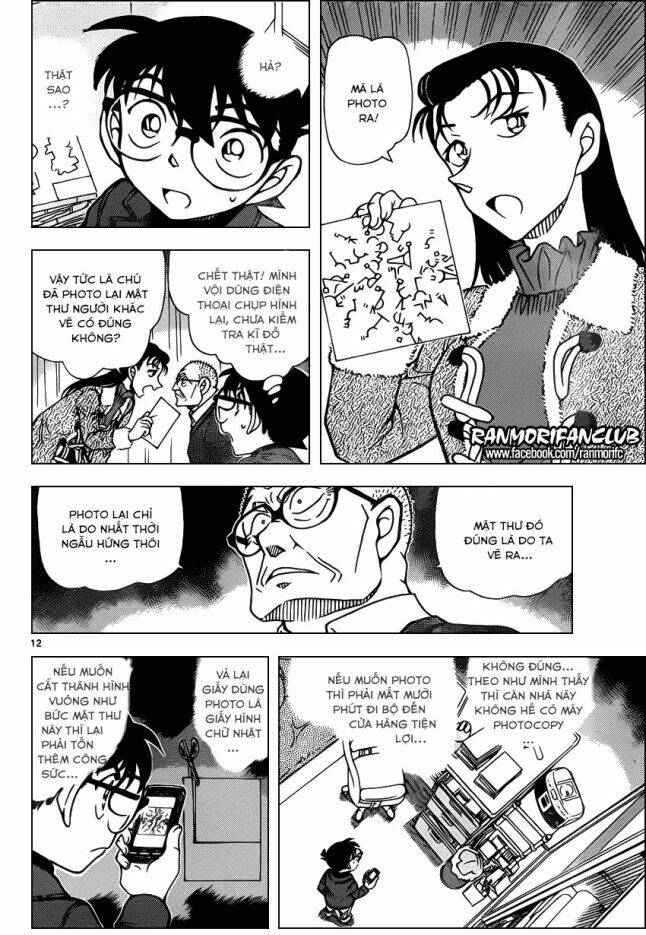 MÀ LÀ
PHOTO
RA!
HẢ?
THẬT
SAO
...?
CHẾT THẬT! MÌNH
VỘI DÙNG ĐIỆN
THOẠI CHỤP HÌNH
LẠI, CHƯA KIỂM
TRA KĨ ĐỒ
THẬT...
VẬY TỨC LÀ CHÚ
ĐÃ PHOTO LẠI MẬT
THƯ NGƯỜI KHÁC
VẼ CÓ ĐÚNG
KHÔNG?
RANMORIFANCLUB
www.facebook.com/ranmorifc
MẬT THƯ ĐÓ
ĐÚNG LÀ DO TA
VẼ RA...
PHOTO LẠI CHỈ
LÀ DO NHẤT THỜI
NGẪU HỨNG THÔI
...
12
KHÔNG ĐÚNG...
THEO NHƯ MÌNH THẤY
THÌ CĂN NHÀ NÀY
KHÔNG HỀ CÓ MÁY
PHOTOCOPY
...
NẾU MUỐN PHOTO
THÌ PHẢI MẤT MƯỜI
PHÚT ĐI BỘ ĐẾN
CỬA HÀNG TIỆN
LỢI...
VẢ LẠI
GIẤY DÙNG
PHOTO LÀ
GIẤY HÌNH
CHỮ NHẬT
...
NẾU MUỐN
CẮT THÀNH HÌNH
VUÔNG NHƯ
BỨC MẬT THƯ
NÀY THÌ LẠI
PHẢI TỐN
THÊM CÔNG
SỨC...